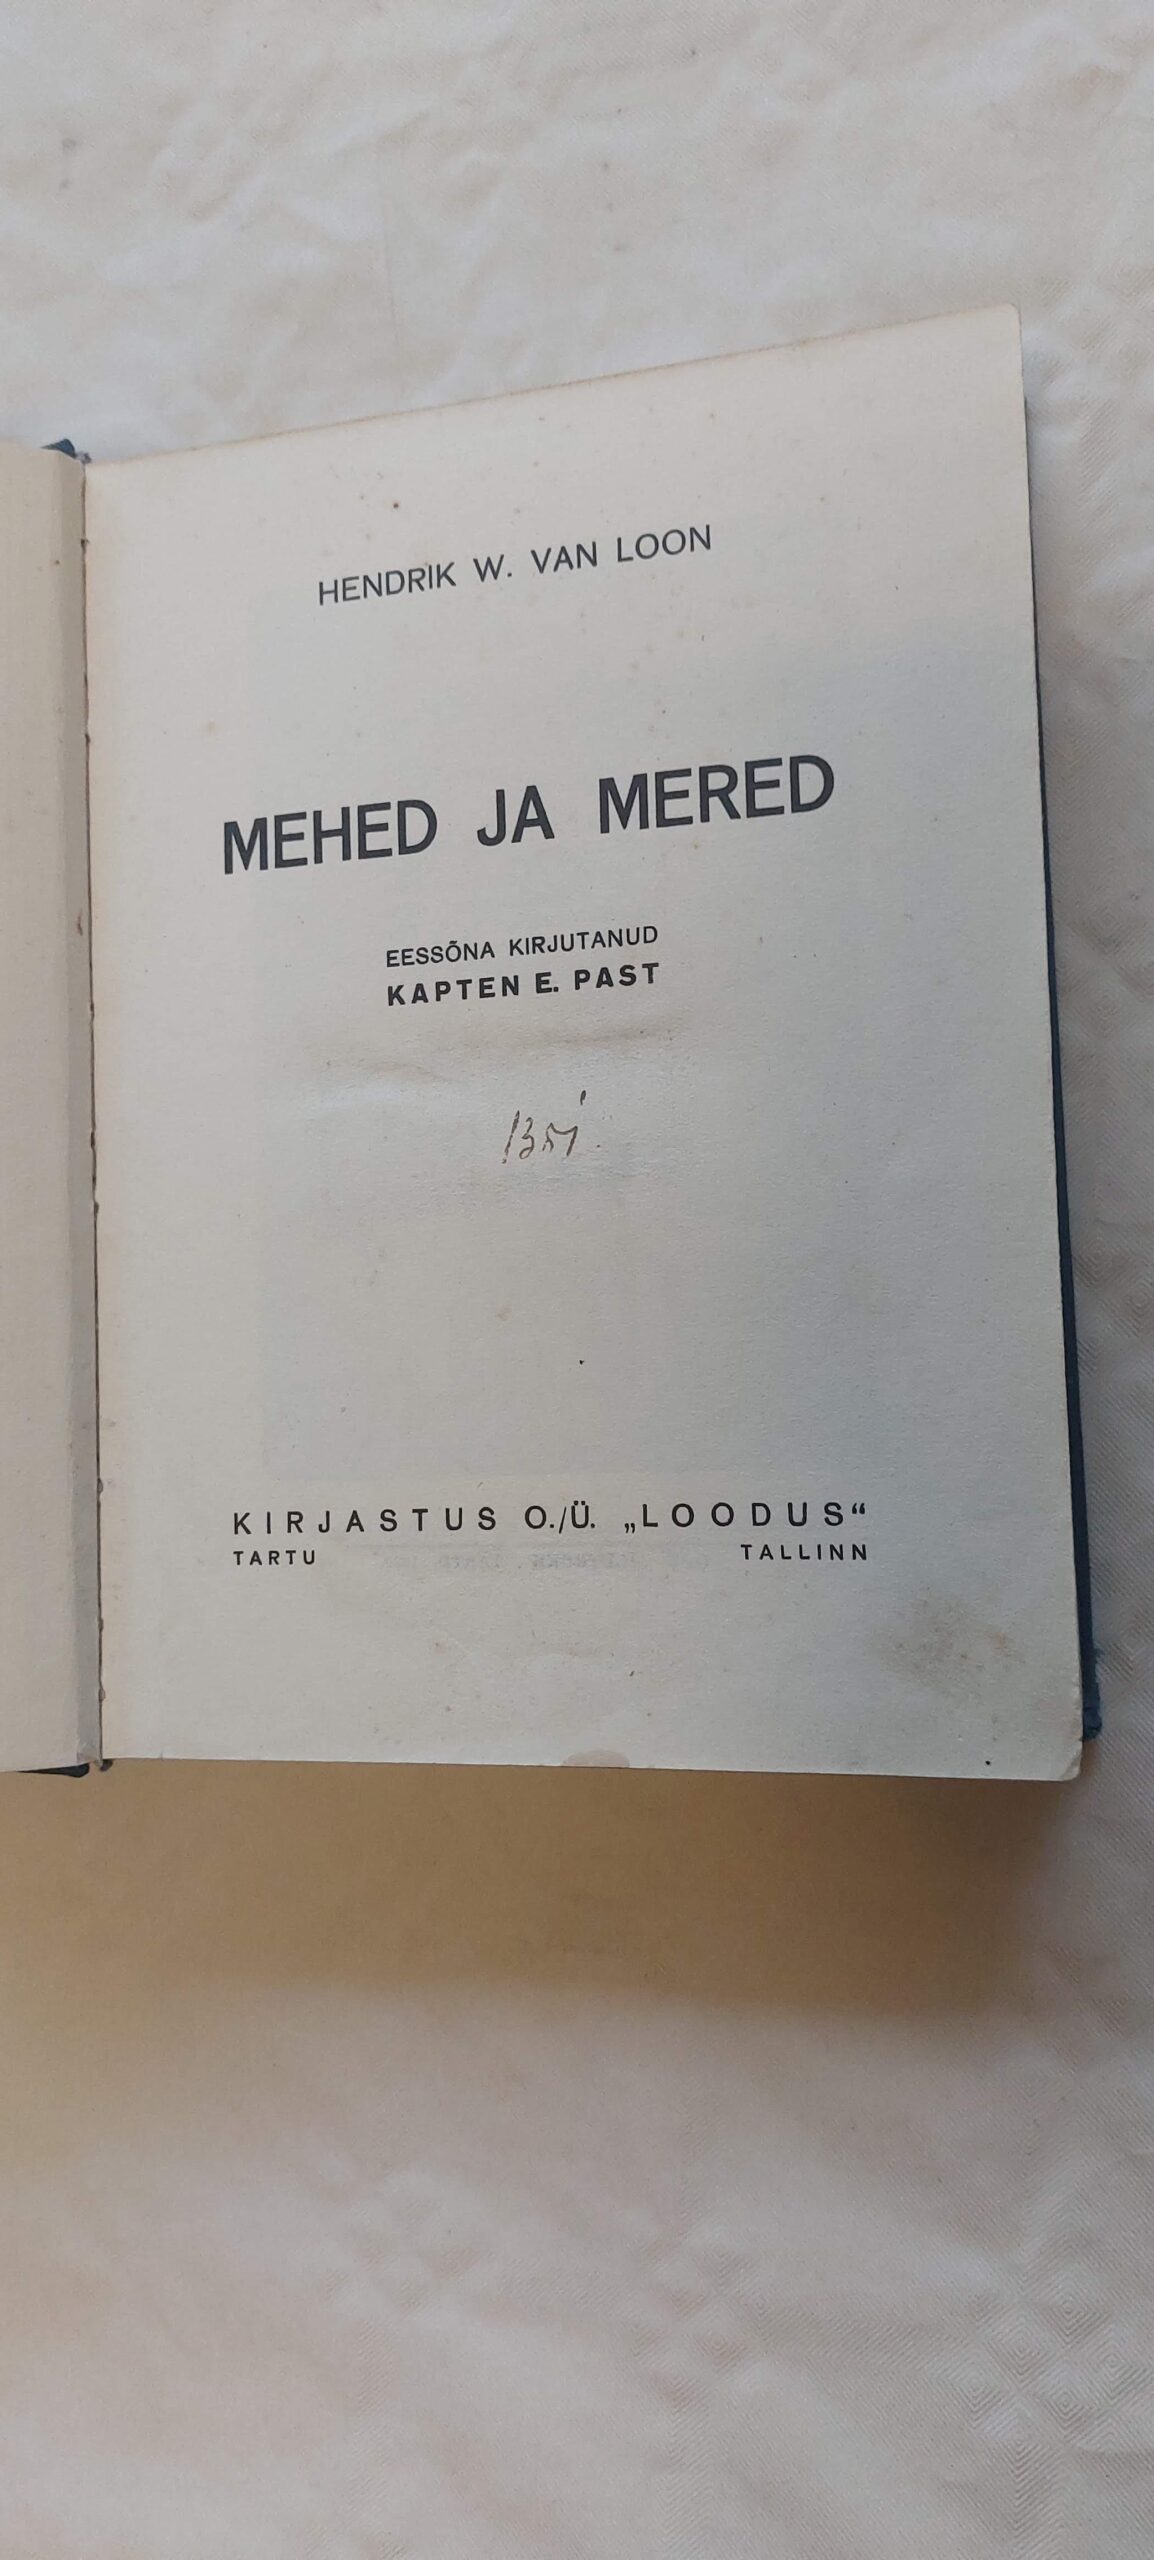 HENDRIK W. VAN LOON
MEHED JA MERED
EESSÕNA KIRJUTANUD
KAPTEN E. PAST
KIRJASTUS O./Ü. „LOODUS“
TARTU TALLINN